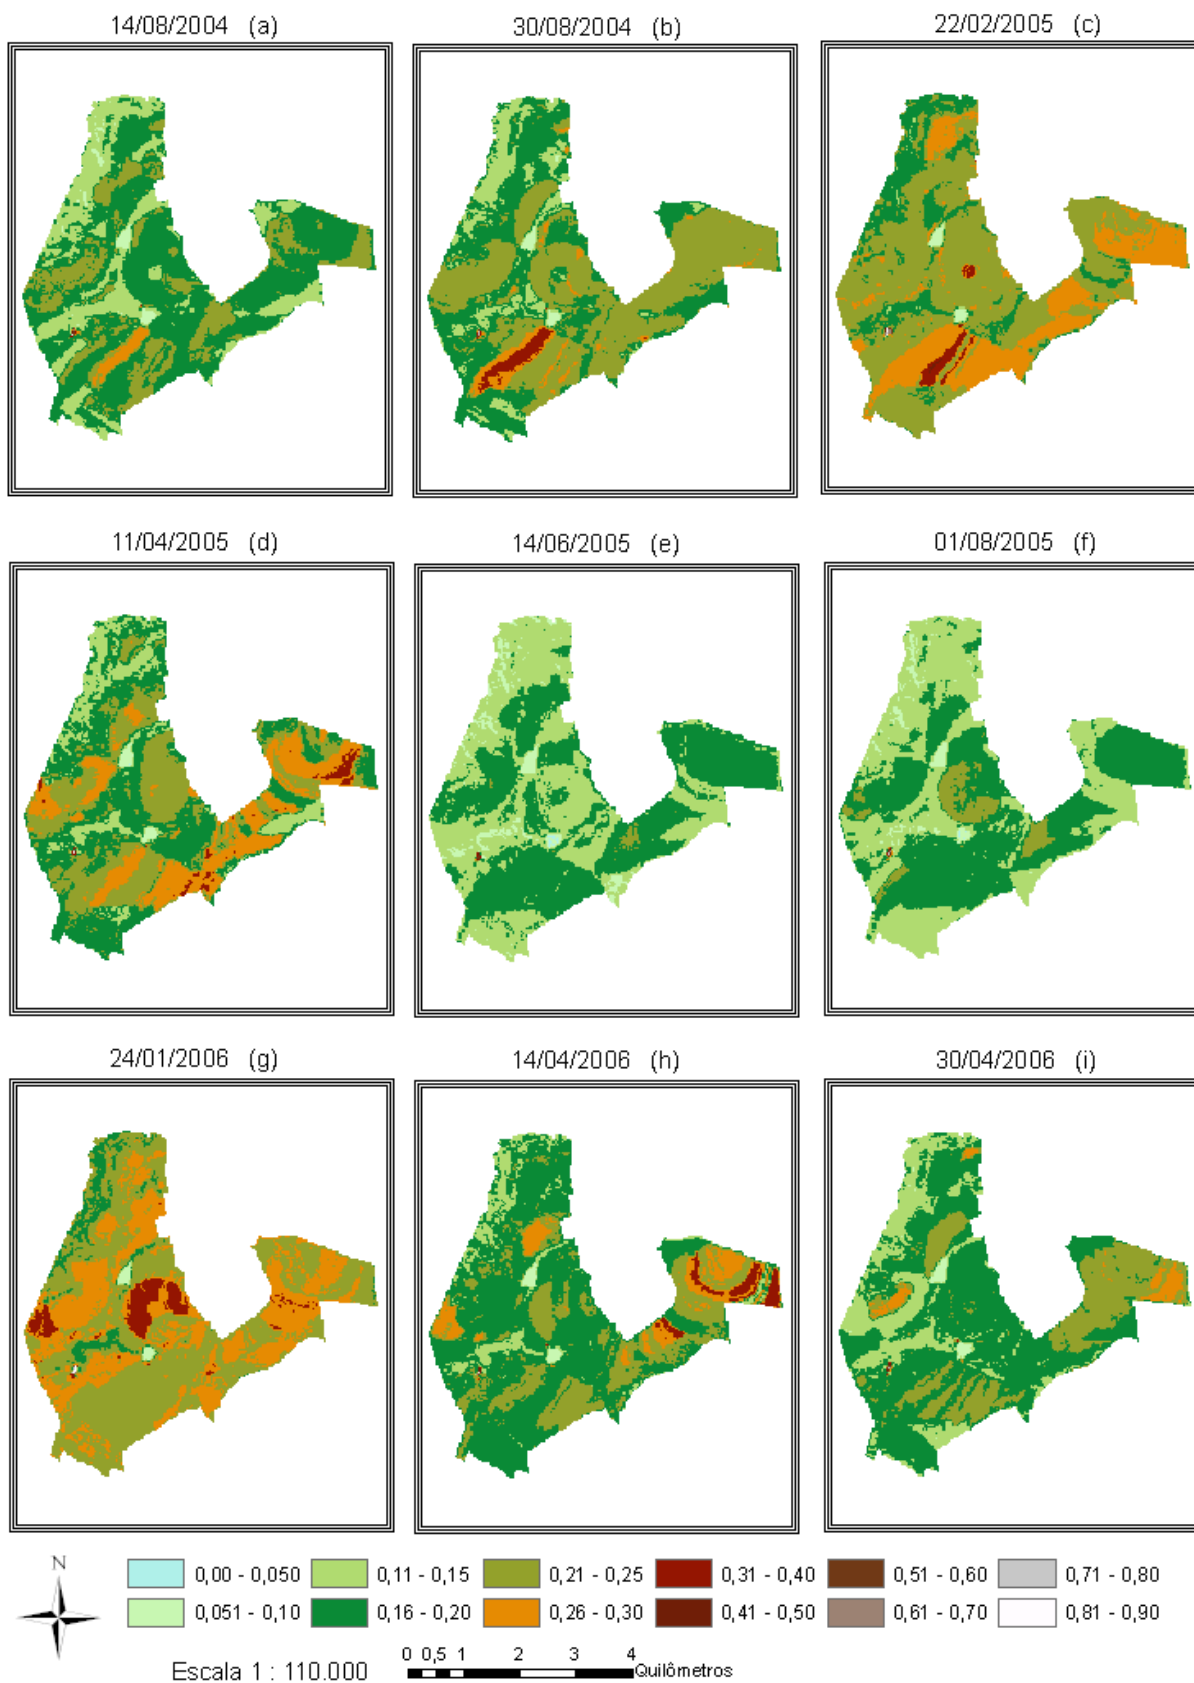 14/08/2004 (a)
30/08/2004 (b)
22/02/2005 (c)
11/04/2005 (d)
14/06/2005 (e)
01/08/2005 (f)
24/01/2006 (g)
14/04/2006 (h)
30/04/2006 (i)
N
0,00 - 0,050
0,11 - 0,15
0,21 - 0,25
0,31 - 0,40
0,51 - 0,60
0,71 - 0,80
0,051 - 0,10
0,16 - 0,20
0,26 - 0,30
0,41 - 0,50
0,61 - 0,70
0,81 - 0,90
Escala 1 : 110.000
0 0,5 1 2 3 4
Quilômetros